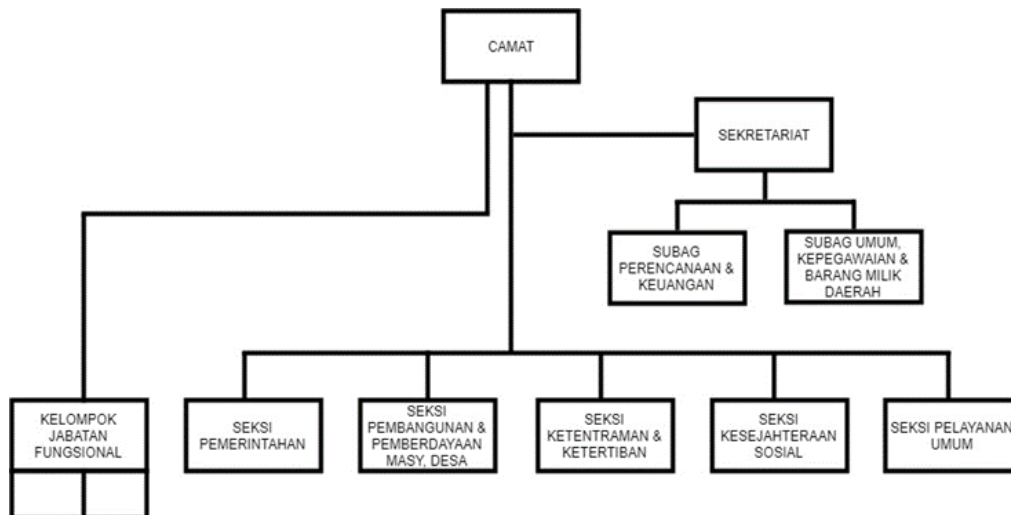 CAMAT
SEKRETARIAT
SUBAG
PERENCANAAN &
KEUANGAN
SUBAG UMUM,
KEPEGAWAIAN &
BARANG MILIK
DAERAH
KELOMPOK
JABATAN
FUNGSIONAL
SEKSI
PEMERINTAHAN
SEKSI
PEMBANGUNAN &
PEMBERDAYAAN
MASY, DESA
SEKSI
KETENTRAMAN &
KETERTIBAN
SEKSI
KESEJAHTERAAN
SOSIAL
SEKSI PELAYANAN
UMUM